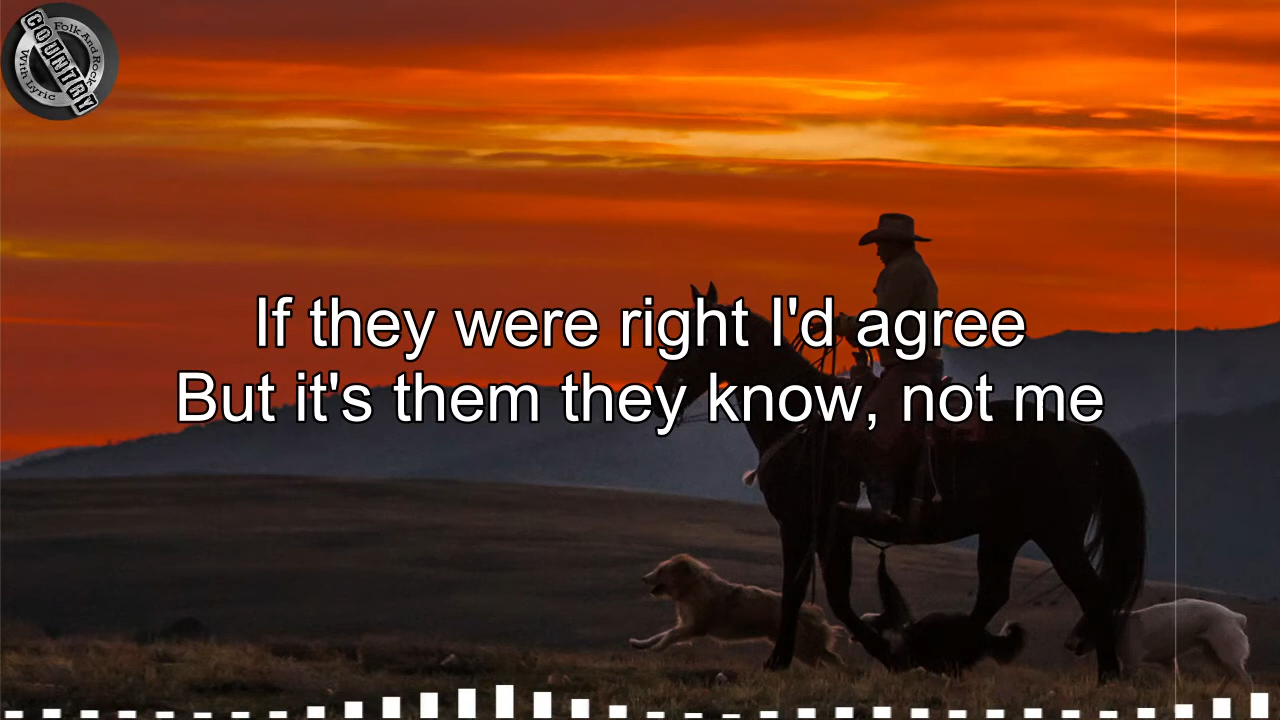 Folk And Rock
COUNTRY
With Lyric
If they were right I'd agree
But it's them they know, not me